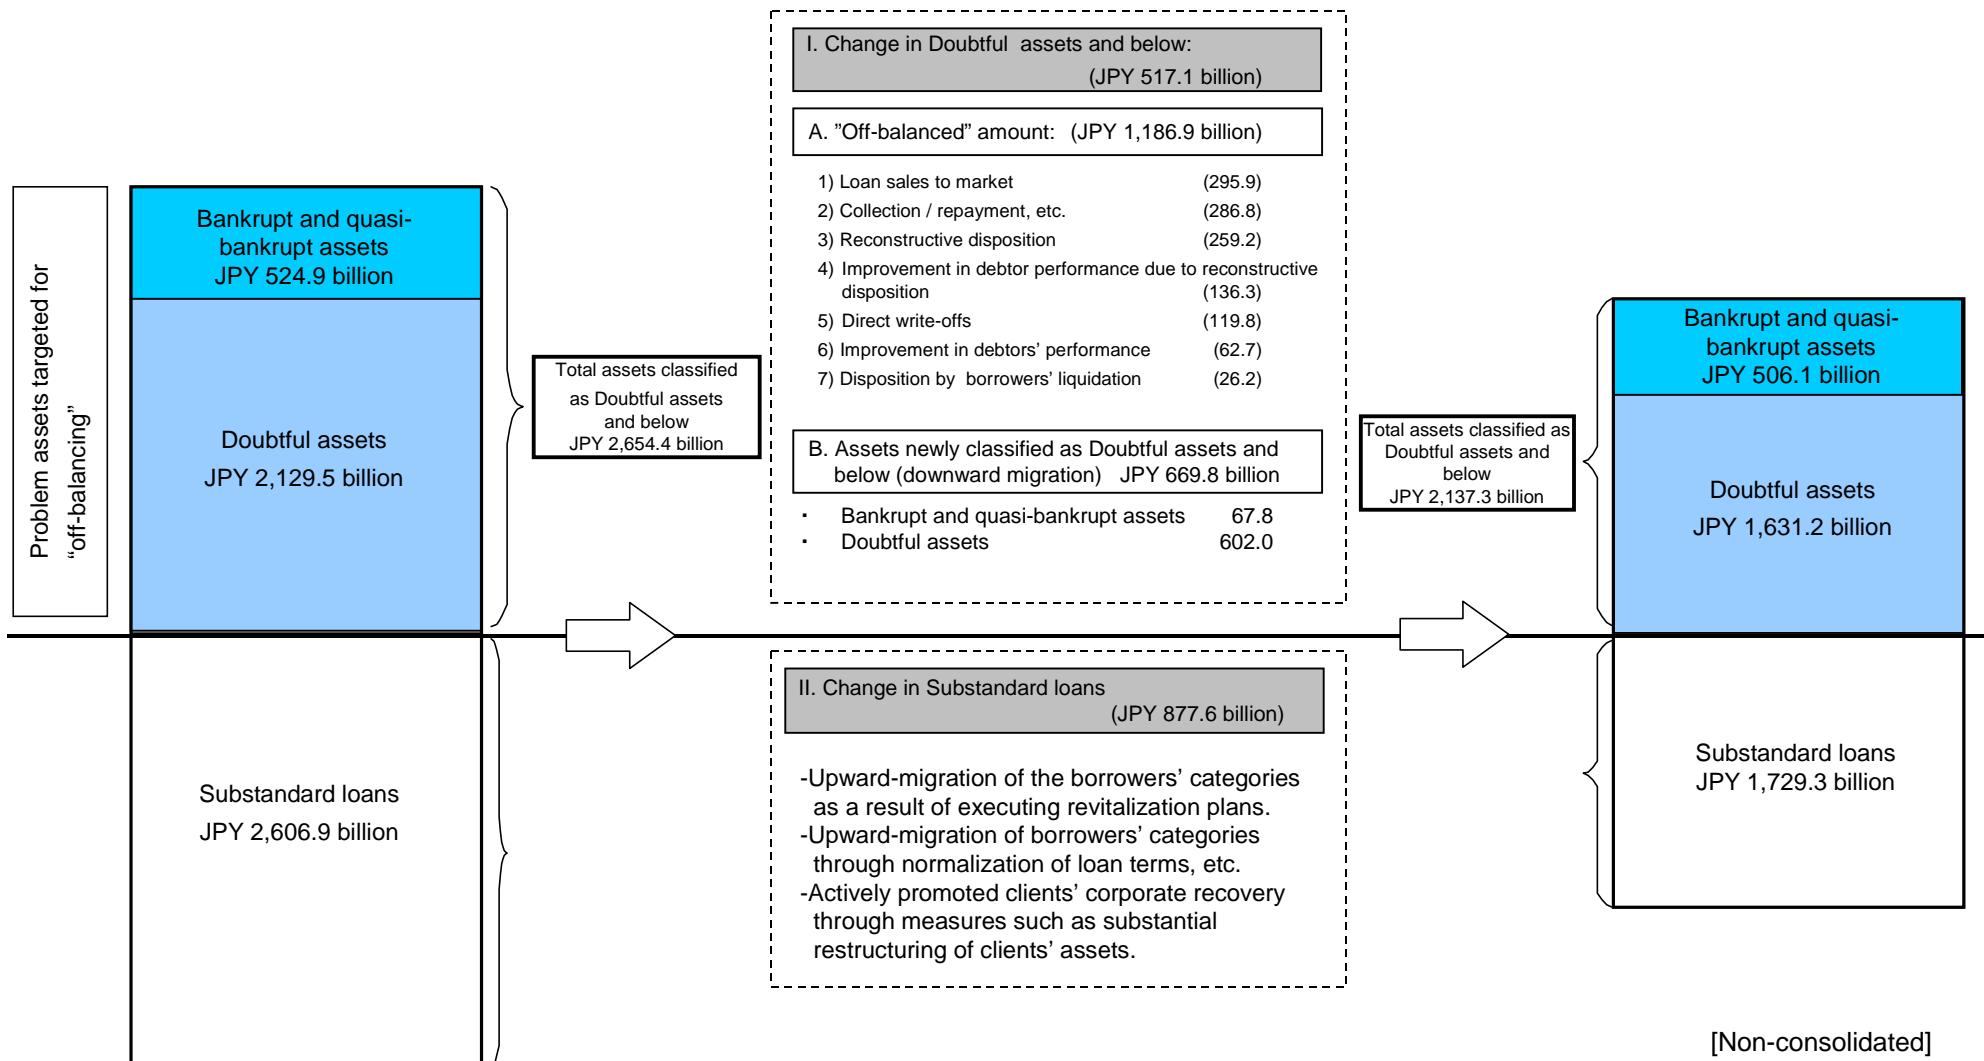 Problem assets targeted for
“off-balancing”
Bankrupt and quasi-
bankrupt assets
JPY 524.9 billion
Doubtful assets
JPY 2,129.5 billion
Substandard loans
JPY 2,606.9 billion
Total assets classified
as Doubtful assets
and below
JPY 2,654.4 billion
I. Change in Doubtful  assets and below:
(JPY 517.1 billion)
A. ”Off-balanced” amount:  (JPY 1,186.9 billion)
1) Loan sales to market (295.9)
2) Collection / repayment, etc. (286.8)
3) Reconstructive disposition (259.2)
4) Improvement in debtor performance due to reconstructive
disposition (136.3)
5) Direct write-offs (119.8)
6) Improvement in debtors’ performance (62.7)
7) Disposition by  borrowers’ liquidation (26.2)
B. Assets newly classified as Doubtful assets and
below (downward migration)   JPY 669.8 billion
・ Bankrupt and quasi-bankrupt assets 67.8
・ Doubtful assets 602.0
II. Change in Substandard loans
(JPY 877.6 billion)
-Upward-migration of the borrowers’ categories
as a result of executing revitalization plans.
-Upward-migration of borrowers’ categories
through normalization of loan terms, etc.
-Actively promoted clients’ corporate recovery
through measures such as substantial
restructuring of clients’ assets.
Total assets classified as
Doubtful assets and
below
JPY 2,137.3 billion
Bankrupt and quasi-
bankrupt assets
JPY 506.1 billion
Doubtful assets
JPY 1,631.2 billion
Substandard loans
JPY 1,729.3 billion
[Non-consolidated]